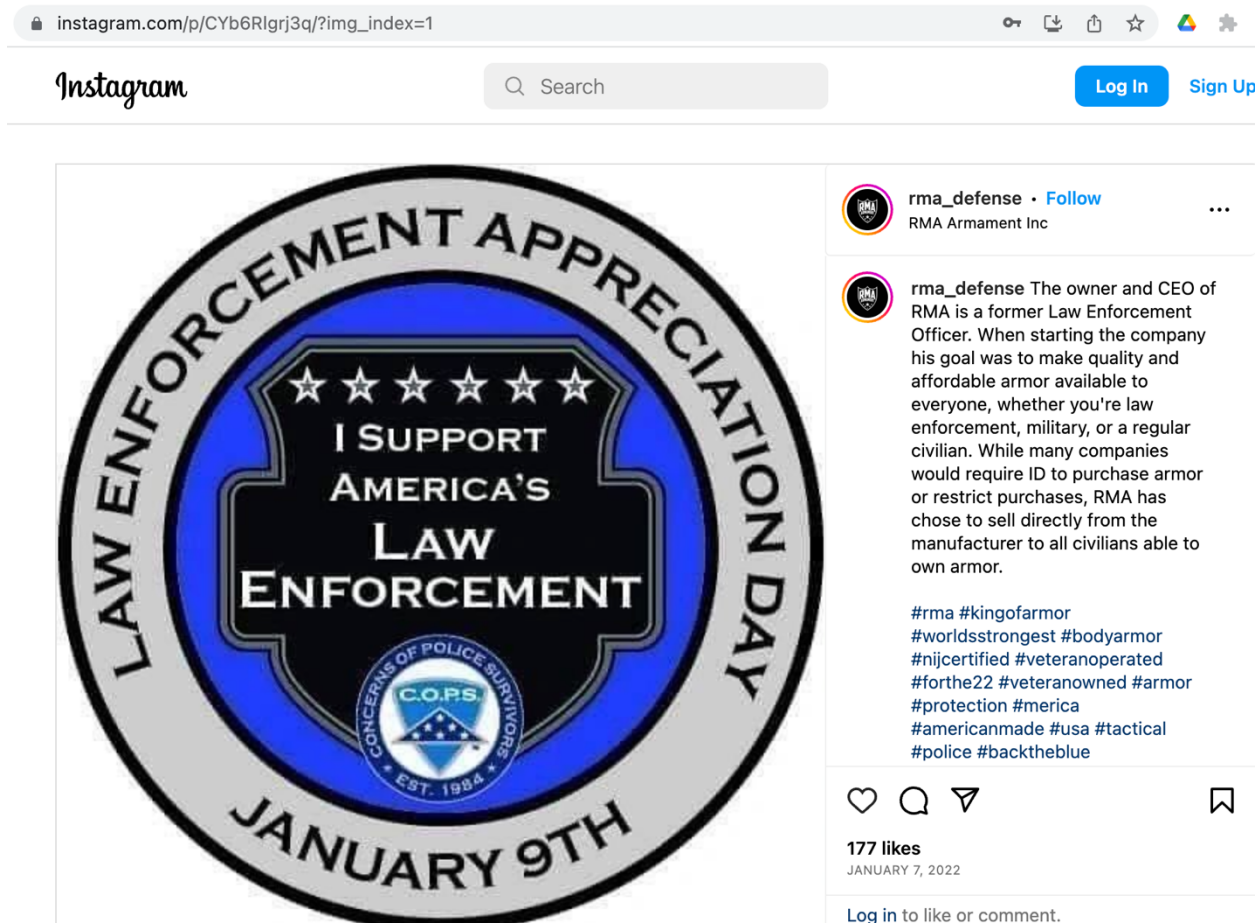 instagram.com/p/CYb6RIgrj3q/?img_index=1
Instagram
Search
Log In
Sign Up
LAW ENFORCEMENT APPRECIATION DAY
I SUPPORT
AMERICA'S
LAW
ENFORCEMENT
CONCERNS OF POLICE SURVIVORS
C.O.P.S.
EST. 1984
JANUARY 9TH
RMA
rma_defense • Follow
RMA Armament Inc
RMA
rma_defense The owner and CEO of
RMA is a former Law Enforcement
Officer. When starting the company
his goal was to make quality and
affordable armor available to
everyone, whether you're law
enforcement, military, or a regular
civilian. While many companies
would require ID to purchase armor
or restrict purchases, RMA has
chose to sell directly from the
manufacturer to all civilians able to
own armor.
#rma #kingofarmor
#worldsstrongest #bodyarmor
#nijcertified #veteranoperated
#forthe22 #veteranowned #armor
#protection #merica
#americanmade #usa #tactical
#police #backtheblue
177 likes
JANUARY 7, 2022
Log in to like or comment.